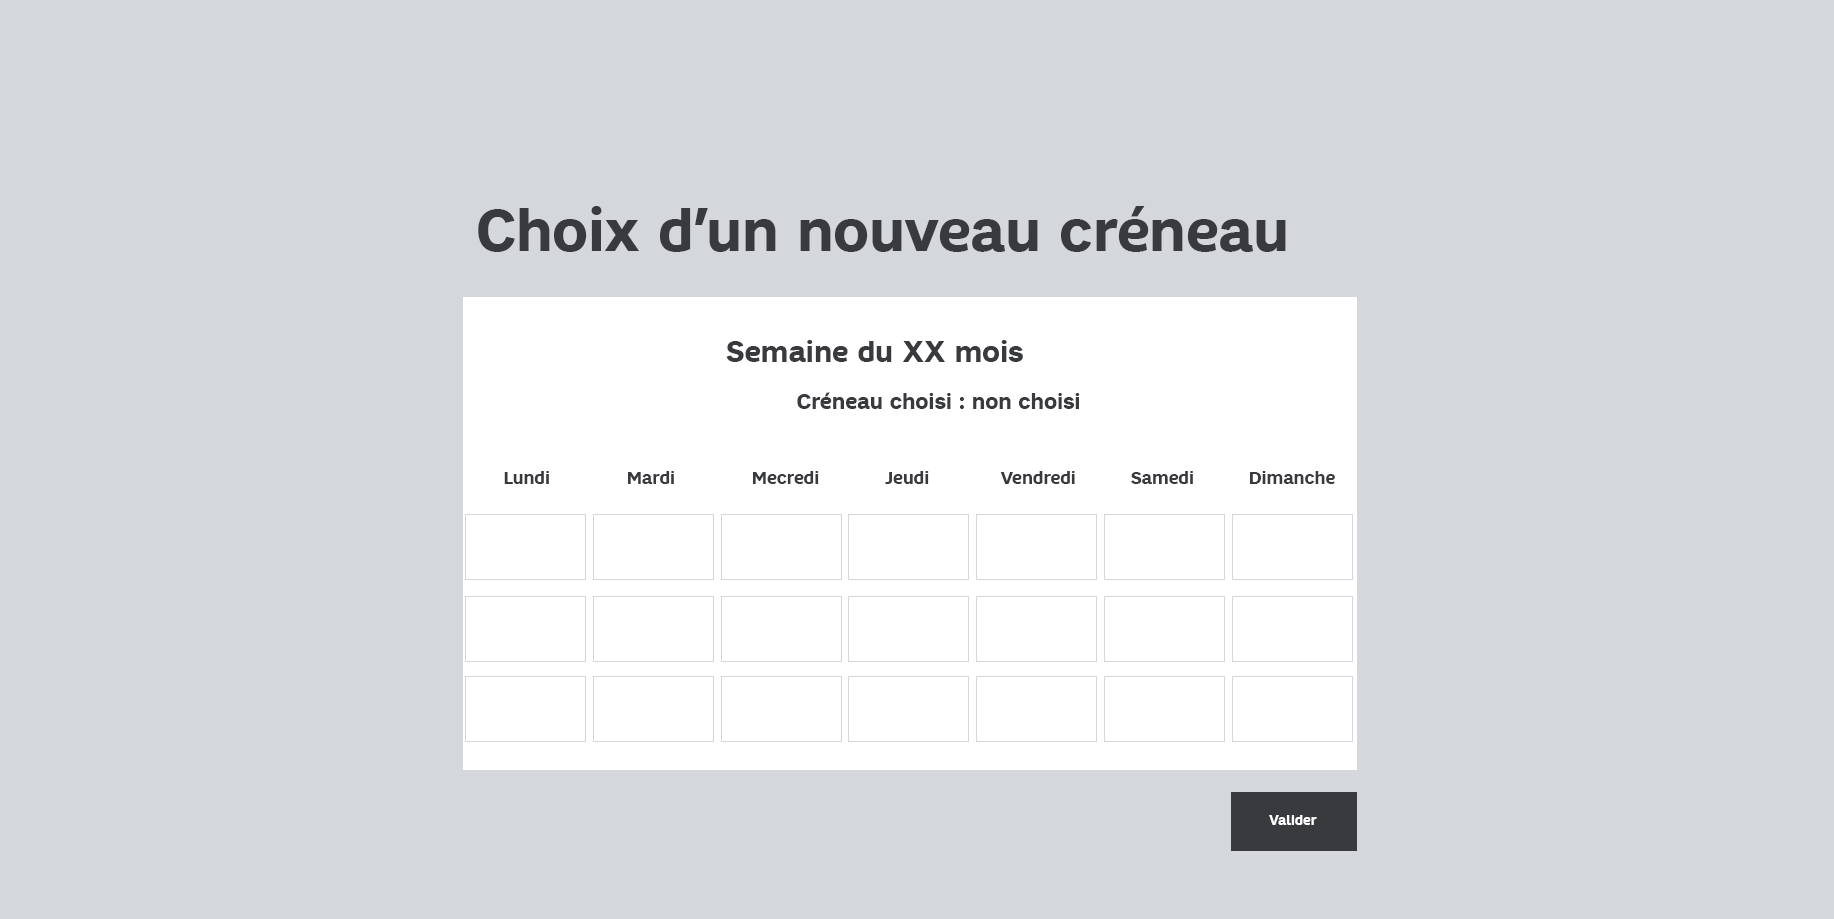 Choix d’un nouveau créneau
Semaine du XX mois
Créneau choisi : non choisi
Lundi Mardi Mecredi Jeudi Vendredi Samedi Dimanche
Valider